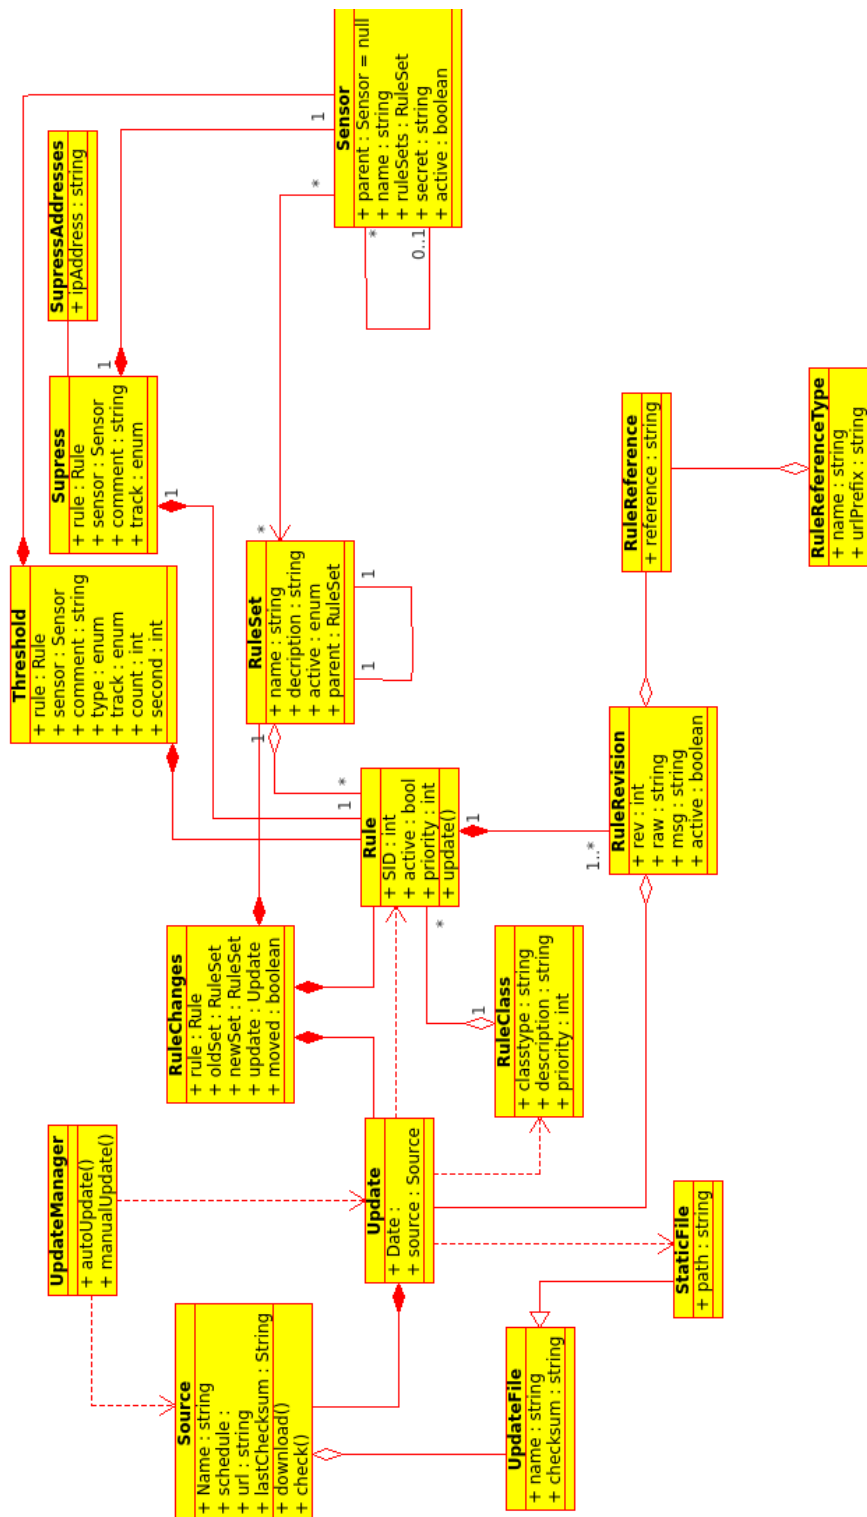 UpdateManager
+ autoUpdate()
+ manualUpdate()
Source
+ Name : string
+ schedule :
+ url : string
+ lastChecksum : String
+ download()
+ check()
UpdateFile
+ name : string
+ checksum : string
StaticFile
+ path : string
Update
+ Date :
+ source : Source
RuleChanges
+ rule : Rule
+ oldSet : RuleSet
+ newSet : RuleSet
+ update : Update
+ moved : boolean
RuleClass
+ classtype : string
+ description : string
+ priority : int
1
*
Rule
+ SID : int
+ active : bool
+ priority : int
+ update()
1
*
1
1..*
RuleRevision
+ rev : int
+ raw : string
+ msg : string
+ active : boolean
Threshold
+ rule : Rule
+ sensor : Sensor
+ comment : string
+ type : enum
+ track : enum
+ count : int
+ second : int
RuleSet
+ name : string
+ decription : string
+ active : enum
+ parent : RuleSet
1
1
1
*
Supress
+ rule : Rule
+ sensor : Sensor
+ comment : string
+ track : enum
1
1
SupressAddresses
+ ipAddress : string
RuleReference
+ reference : string
RuleReferenceType
+ name : string
+ urlPrefix : string
Sensor
+ parent : Sensor = null
+ name : string
+ ruleSets : RuleSet
+ secret : string
+ active : boolean
1
*
*
0..1